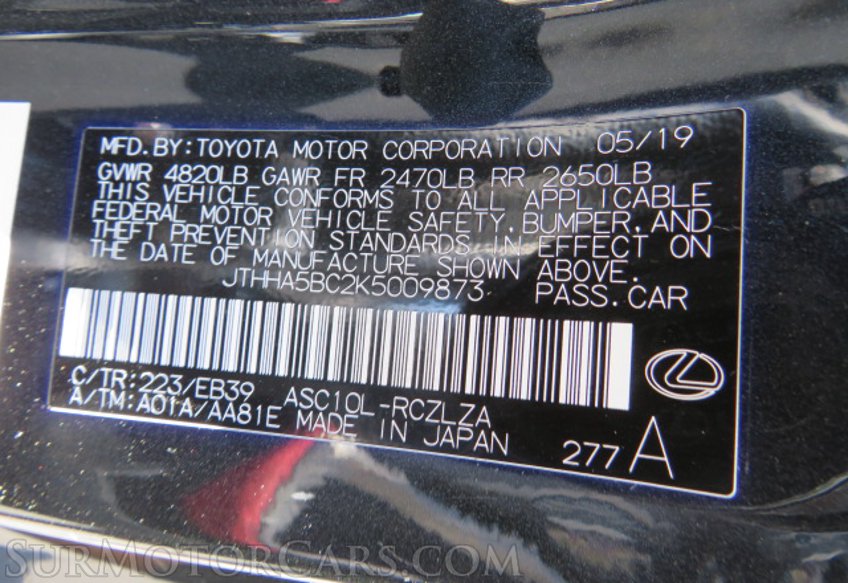 MFD.BY:TOYOTA MOTOR CORPORATION 05/19
GVWR 4820LB GAWR FR 2470LB RR 2650LB
THIS VEHICLE CONFORMS TO ALL APPLICABLE
FEDERAL MOTOR VEHICLE SAFETY,BUMPER,AND
THEFT PREVENTION STANDARDS IN EFFECT ON
THE DATE OF MANUFACTURE SHOWN ABOVE.
JTHHA5BC2K5009873 PASS.CAR
C/TR:223/EB39 ASC10L-RCZLZA
A/TM:A01A/AA81E MADE IN JAPAN
277A
SurMotorCars.com